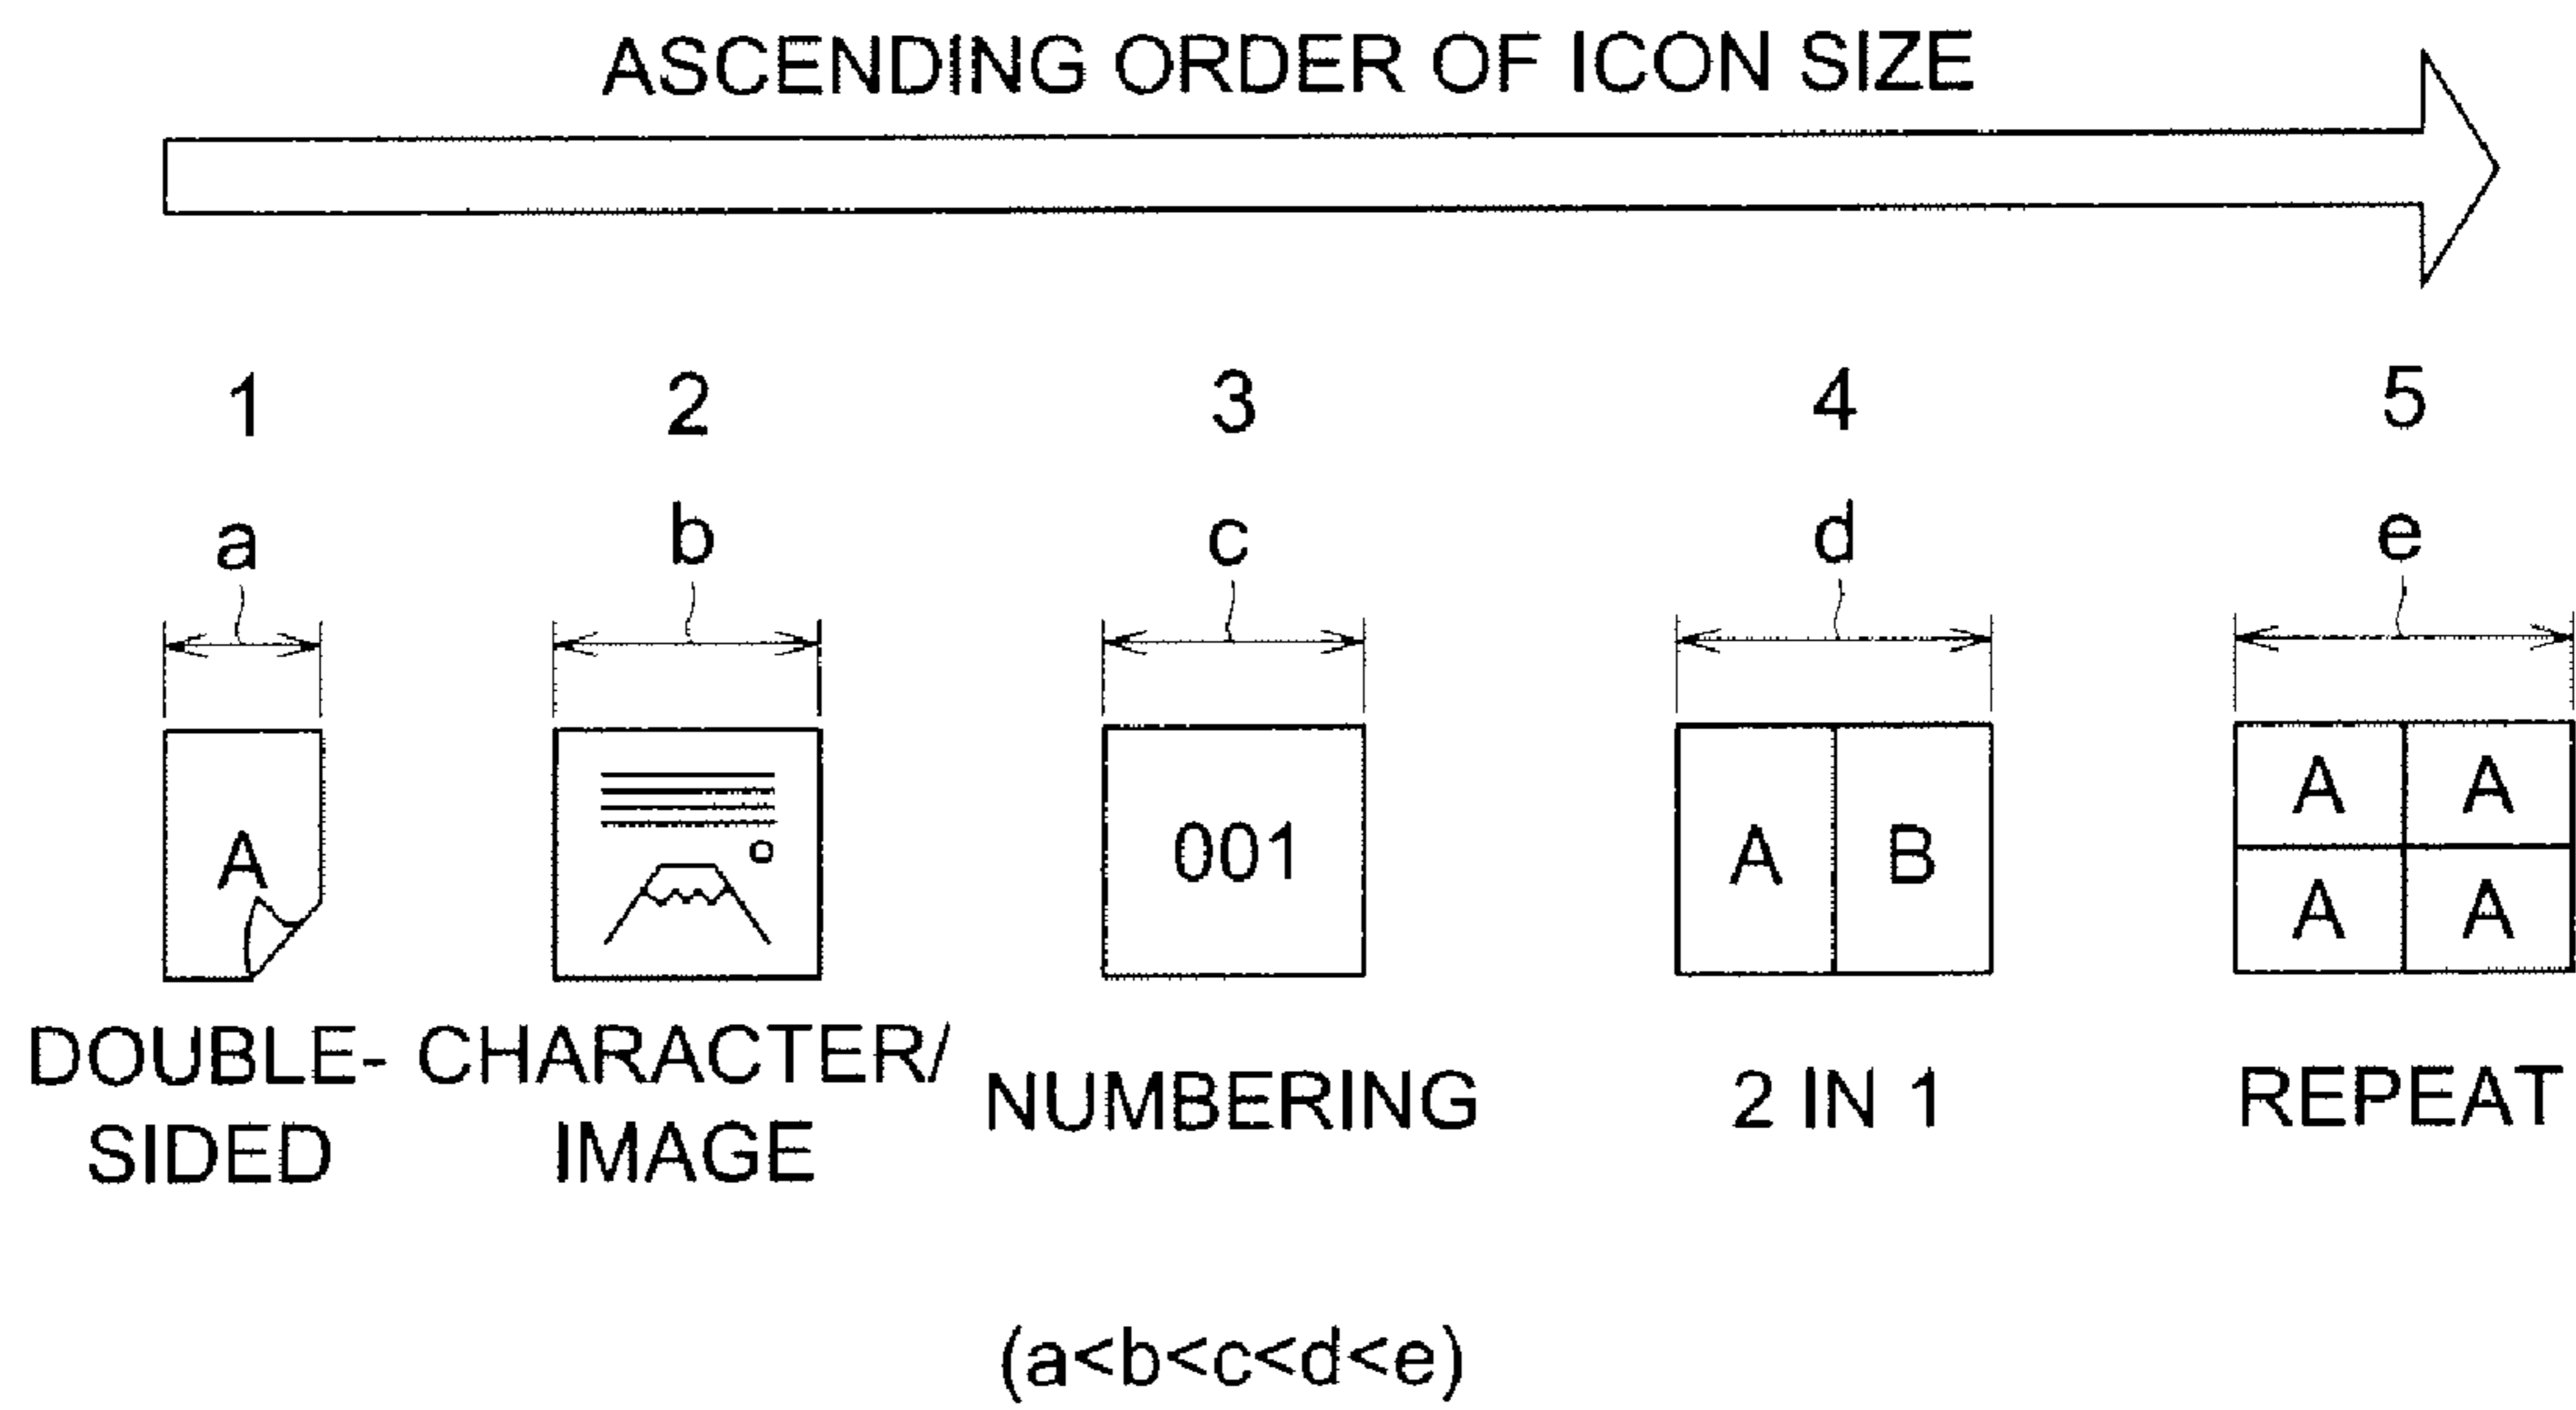 ASCENDING ORDER OF ICON SIZE
1 2 3 4 5
a b c d e
A
001
A B
A A
A A
DOUBLE-SIDED
CHARACTER/IMAGE
NUMBERING
2 IN 1
REPEAT
(a<b<c<d<e)